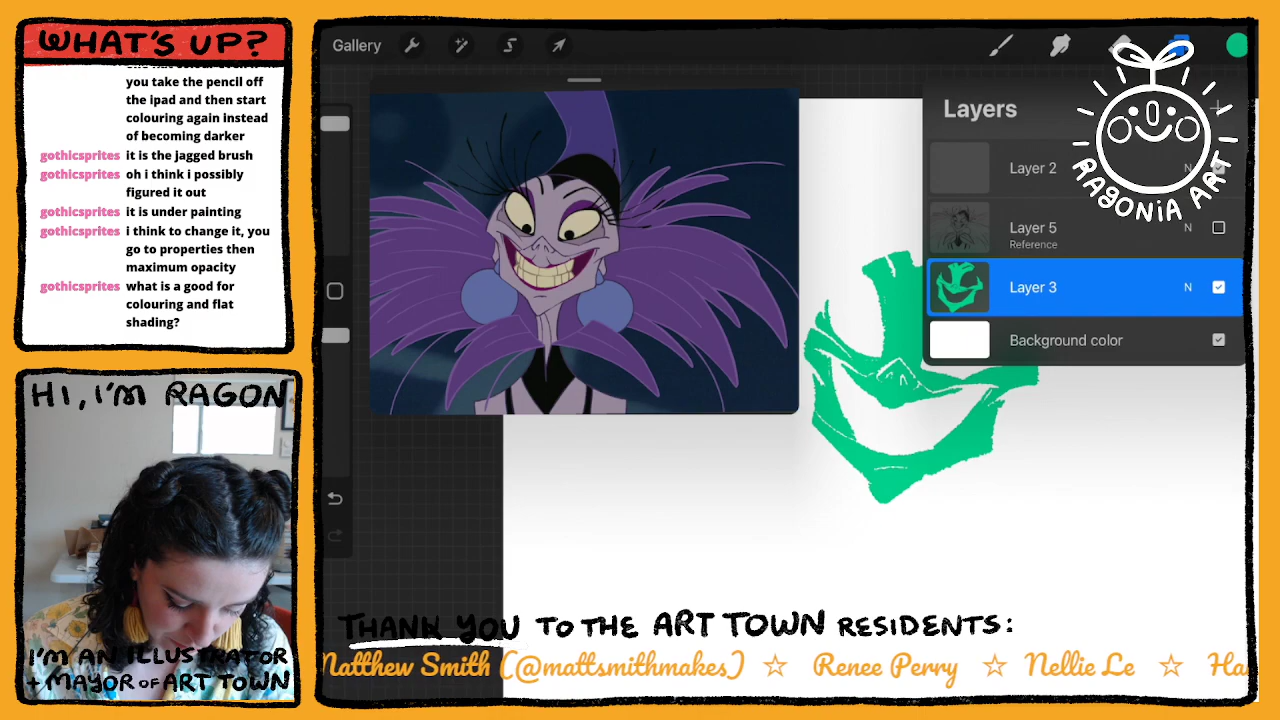 WHAT'S UP?
you take the pencil off
the ipad and then start
colouring again instead
of becoming darker
gothicsprites it is the jagged brush
gothicsprites oh i think i possibly
figured it out
gothicsprites it is under painting
gothicsprites i think to change it, you
go to properties then
maximum opacity
gothicsprites what is a good for
colouring and flat
shading?
HI, I'M RAGON
I'M AN ILLUSTRATOR
+ MAYOR OF ART TOWN
Gallery
Layers
Layer 2 N
Layer 5 N
Reference
Layer 3 N
Background color
RAGONIA ART
THANK YOU TO THE ART TOWN RESIDENTS:
Matthew Smith (@mattsmithmakes) ☆ Renee Perry ☆ Nellie Le ☆